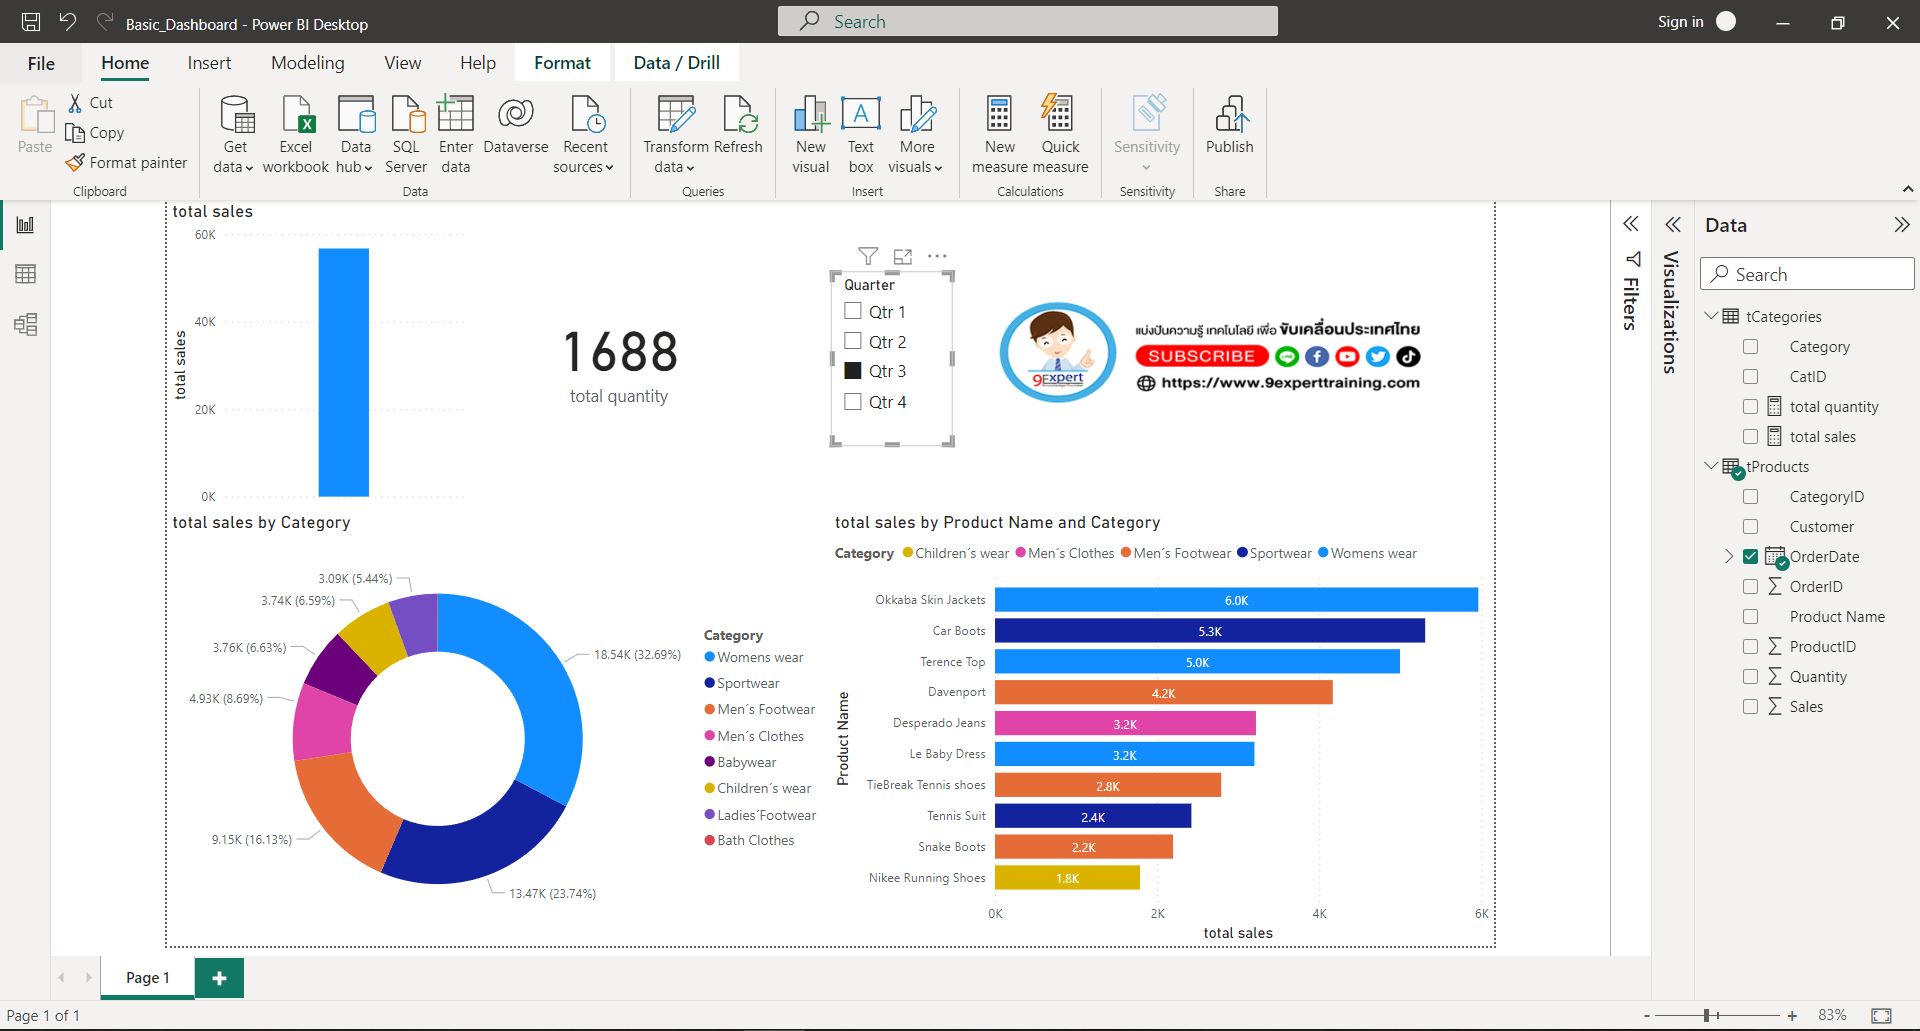 Basic_Dashboard - Power BI Desktop
Search
Sign in
File
Home
Insert
Modeling
View
Help
Format
Data / Drill
Paste
Cut
Copy
Format painter
Clipboard
Get data
Excel workbook
Data hub
SQL Server
Enter data
Dataverse
Recent sources
Data
Transform data
Refresh
Queries
New visual
Text box
More visuals
Insert
New measure
Quick measure
Calculations
Sensitivity
Sensitivity
Publish
Share
total sales
60K
40K
20K
0K
total sales
1688
total quantity
Quarter
Qtr 1
Qtr 2
Qtr 3
Qtr 4
9Expert
แบ่งปันความรู้ เทคโนโลยี เพื่อ ขับเคลื่อนประเทศไทย
SUBSCRIBE
https://www.9experttraining.com
total sales by Category
3.09K (5.44%)
3.74K (6.59%)
3.76K (6.63%)
4.93K (8.69%)
9.15K (16.13%)
13.47K (23.74%)
18.54K (32.69%)
Category
Womens wear
Sportwear
Men´s Footwear
Men´s Clothes
Babywear
Children´s wear
Ladies´Footwear
Bath Clothes
total sales by Product Name and Category
Category Children´s wear Men´s Clothes Men´s Footwear Sportwear Womens wear
Product Name
Okkaba Skin Jackets 6.0K
Car Boots 5.3K
Terence Top 5.0K
Davenport 4.2K
Desperado Jeans 3.2K
Le Baby Dress 3.2K
TieBreak Tennis shoes 2.8K
Tennis Suit 2.4K
Snake Boots 2.2K
Nikee Running Shoes 1.8K
0K 2K 4K 6K
total sales
Filters
Visualizations
Data
Search
tCategories
Category
CatID
total quantity
total sales
tProducts
CategoryID
Customer
OrderDate
OrderID
Product Name
ProductID
Quantity
Sales
Page 1
Page 1 of 1
83%